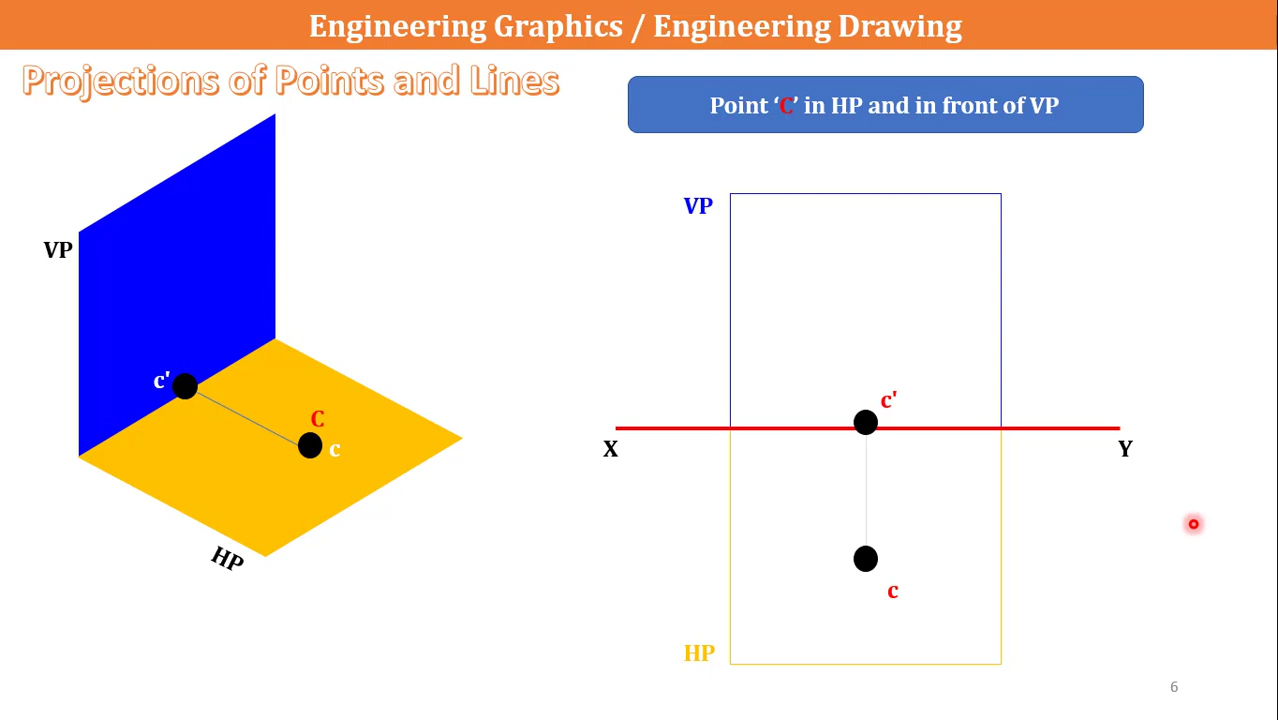 Engineering Graphics / Engineering Drawing
Projections of Points and Lines
Point ‘C’ in HP and in front of VP
VP
c'
C
c
HP
VP
c'
X
Y
c
HP
6